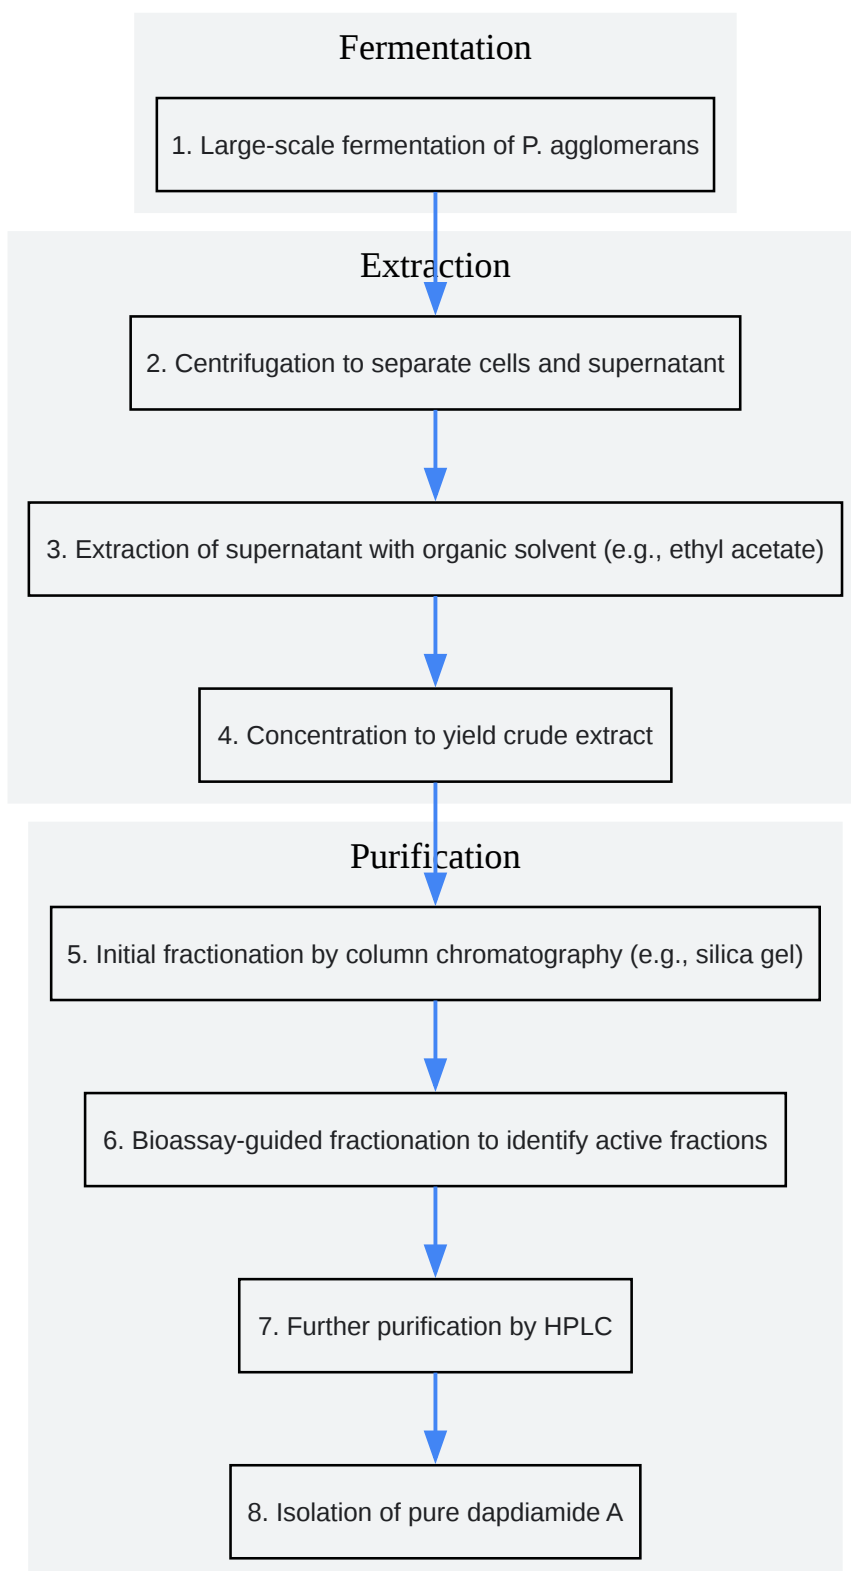 Fermentation
1. Large-scale fermentation of P. agglomerans
Extraction
2. Centrifugation to separate cells and supernatant
3. Extraction of supernatant with organic solvent (e.g., ethyl acetate)
4. Concentration to yield crude extract
Purification
5. Initial fractionation by column chromatography (e.g., silica gel)
6. Bioassay-guided fractionation to identify active fractions
7. Further purification by HPLC
8. Isolation of pure dapdiamide A